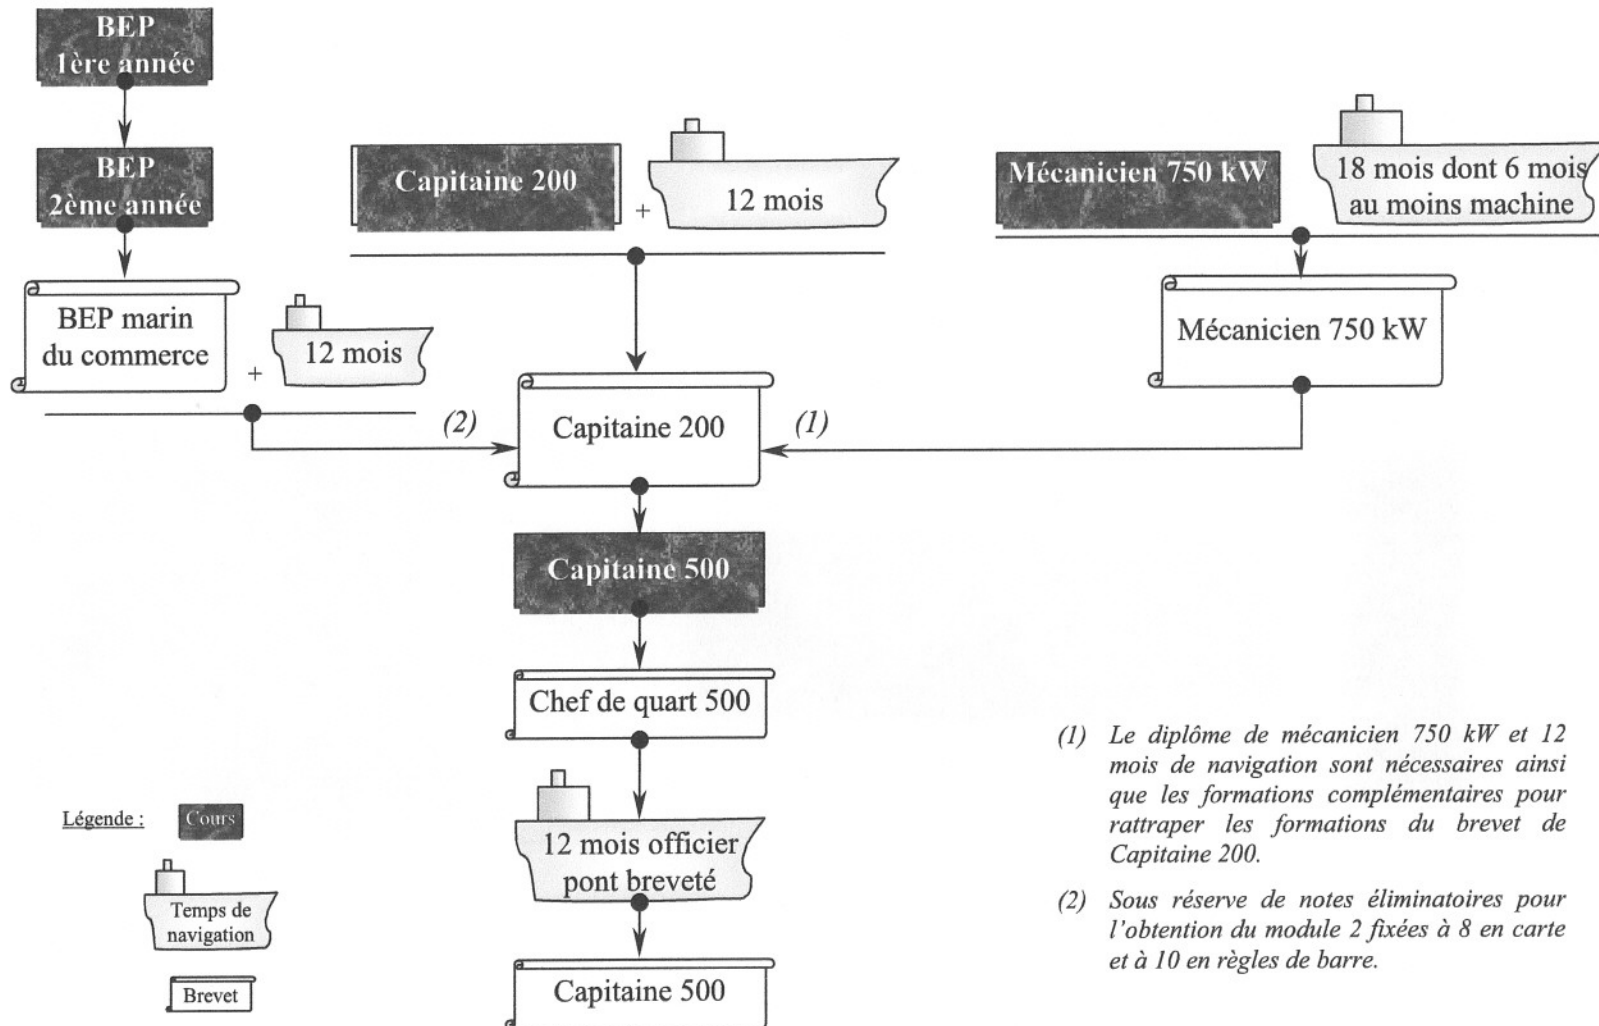 BEP
1ère année
BEP
2ème année
BEP marin
du commerce
+
12 mois
Capitaine 200
+
12 mois
Mécanicien 750 kW
18 mois dont 6 mois
au moins machine
Mécanicien 750 kW
(2)
Capitaine 200
(1)
Capitaine 500
Chef de quart 500
12 mois officier
pont breveté
Capitaine 500
Légende :
Cours
Temps de
navigation
Brevet
(1) Le diplôme de mécanicien 750 kW et 12
mois de navigation sont nécessaires ainsi
que les formations complémentaires pour
rattraper les formations du brevet de
Capitaine 200.
(2) Sous réserve de notes éliminatoires pour
l'obtention du module 2 fixées à 8 en carte
et à 10 en règles de barre.